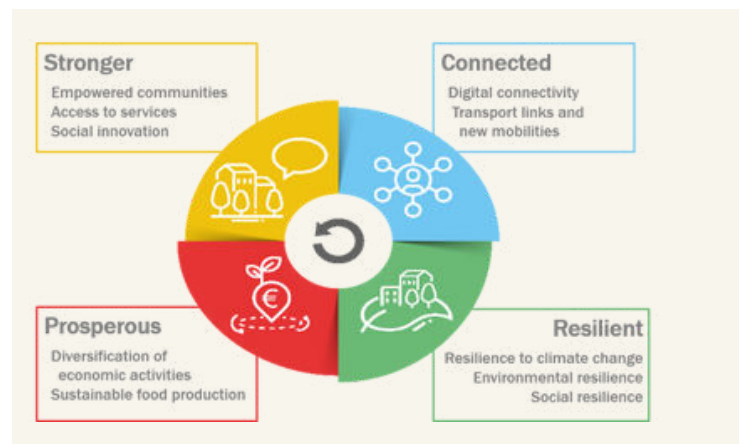 Stronger
Empowered communities
Access to services
Social innovation
Connected
Digital connectivity
Transport links and
new mobilities
€
Prosperous
Diversification of
economic activities
Sustainable food production
Resilient
Resilience to climate change
Environmental resilience
Social resilience